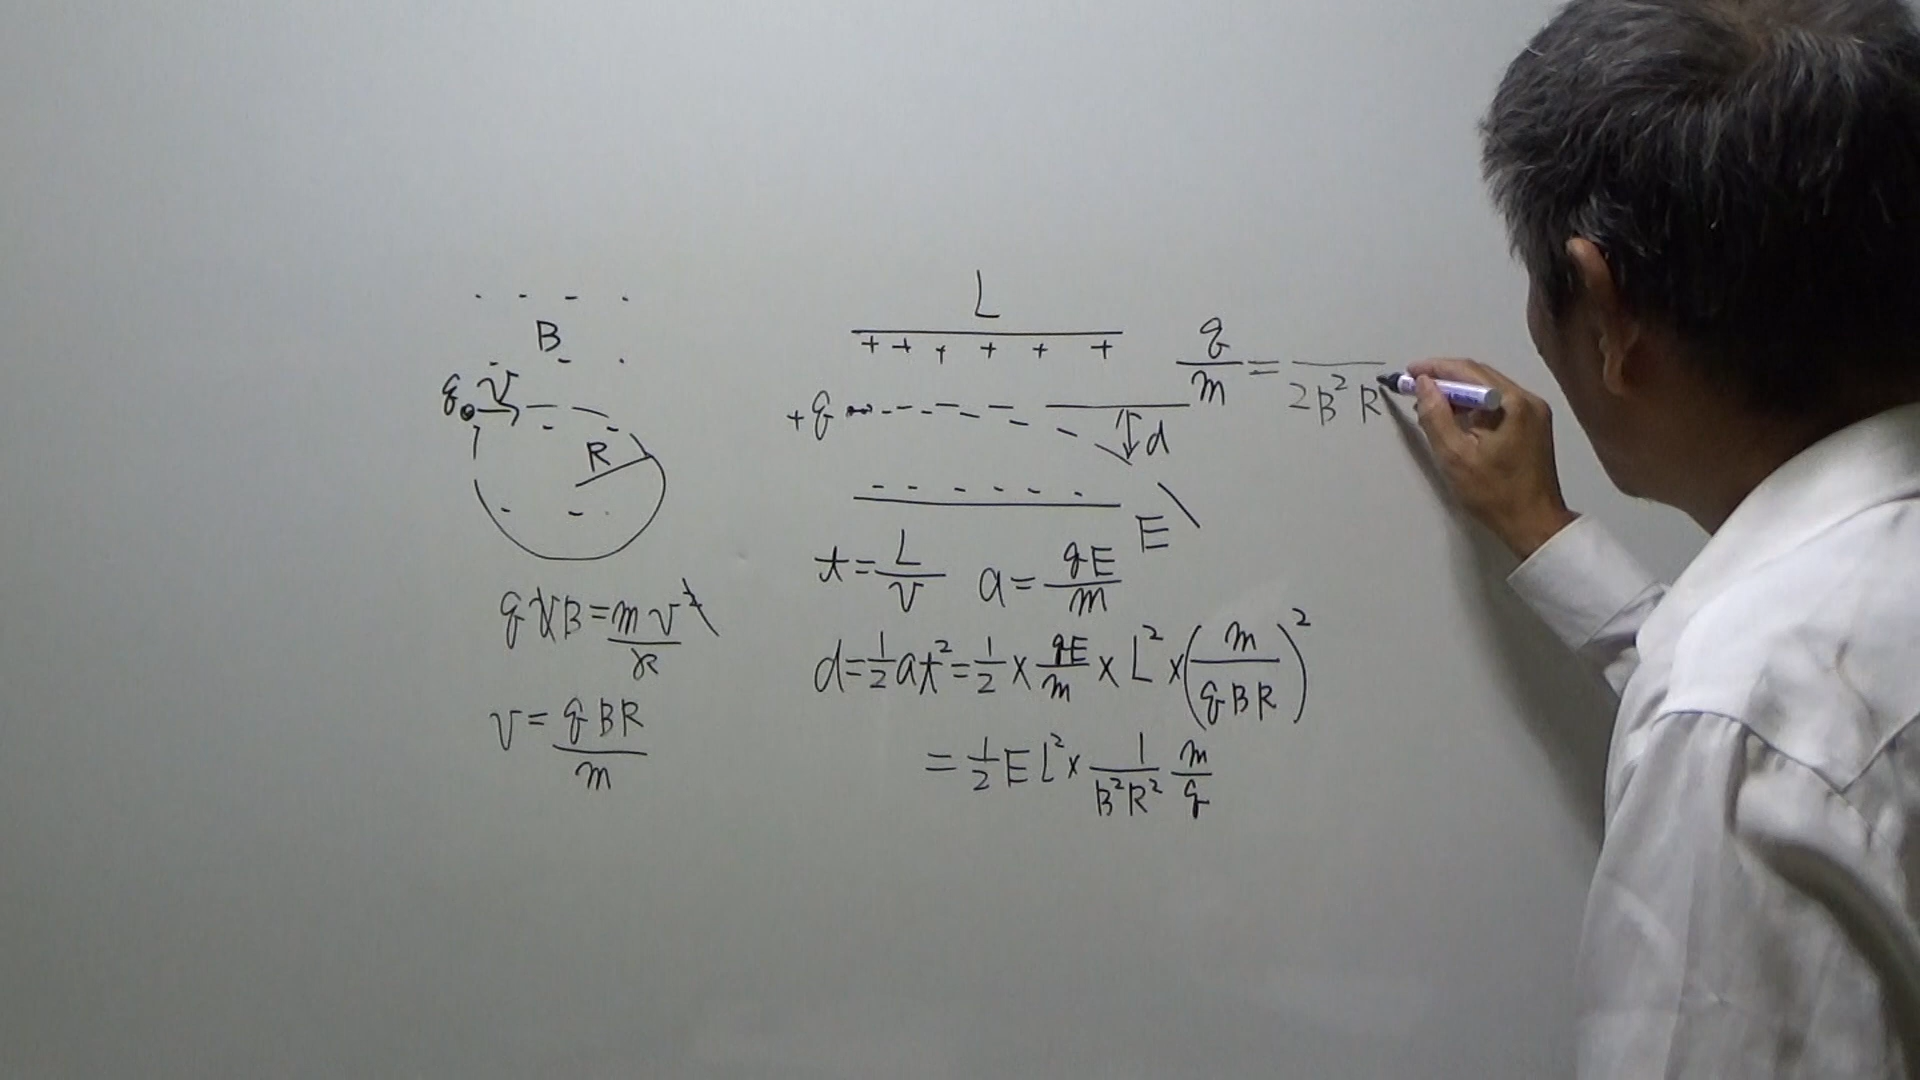 B
q v
R
qvB = mv²/R
v = qBR/m
L
+ + + + + +
+q
d
- - - - - -
E
t = L/v a = qE/m
d = 1/2 at² = 1/2 × qE/m × L² × (m/qBR)²
= 1/2 EL² × 1/B²R² m/q
q/m = /2B²R